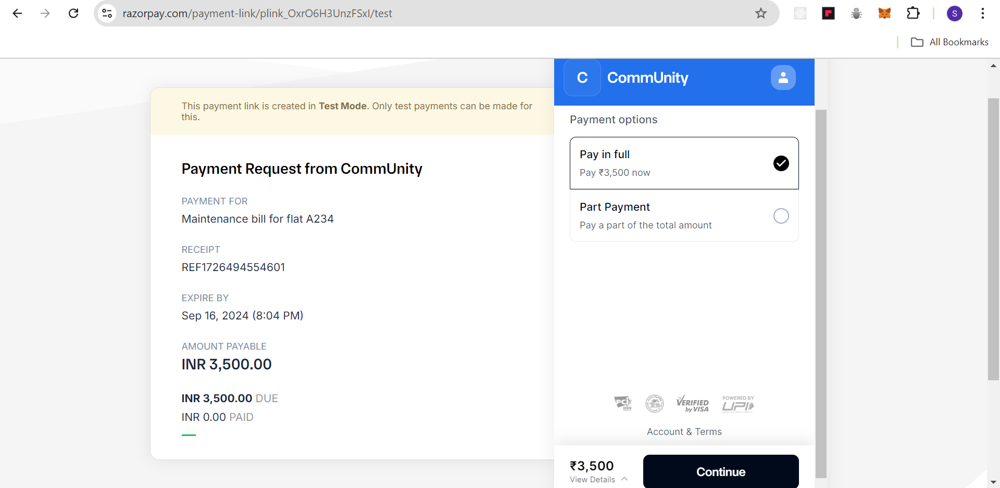 razorpay.com/payment-link/plink_OxrO6H3UnzFSxI/test
S
All Bookmarks
This payment link is created in Test Mode. Only test payments can be made for
this.
Payment Request from CommUnity
PAYMENT FOR
Maintenance bill for flat A234
RECEIPT
REF1726494554601
EXPIRE BY
Sep 16, 2024 (8:04 PM)
AMOUNT PAYABLE
INR 3,500.00
INR 3,500.00 DUE
INR 0.00 PAID
C CommUnity
Payment options
Pay in full
Pay ₹3,500 now
Part Payment
Pay a part of the total amount
PCI
DSS
VERIFIED
by VISA
POWERED BY
UPI
Account & Terms
₹3,500
View Details
Continue